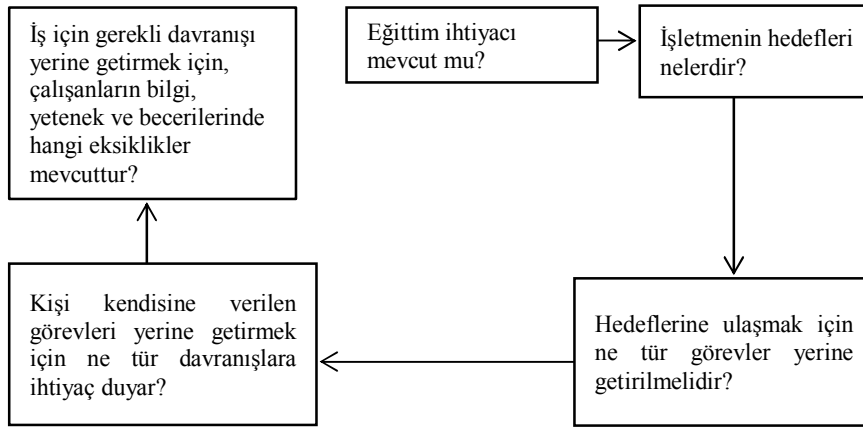 İş için gerekli davranışı
yerine getirmek için,
çalışanların bilgi,
yetenek ve becerilerinde
hangi eksiklikler
mevcuttur?
Eğittim ihtiyacı
mevcut mu?
İşletmenin hedefleri
nelerdir?
Kişi kendisine verilen
görevleri yerine getirmek
için ne tür davranışlara
ihtiyaç duyar?
Hedeflerine ulaşmak için
ne tür görevler yerine
getirilmelidir?